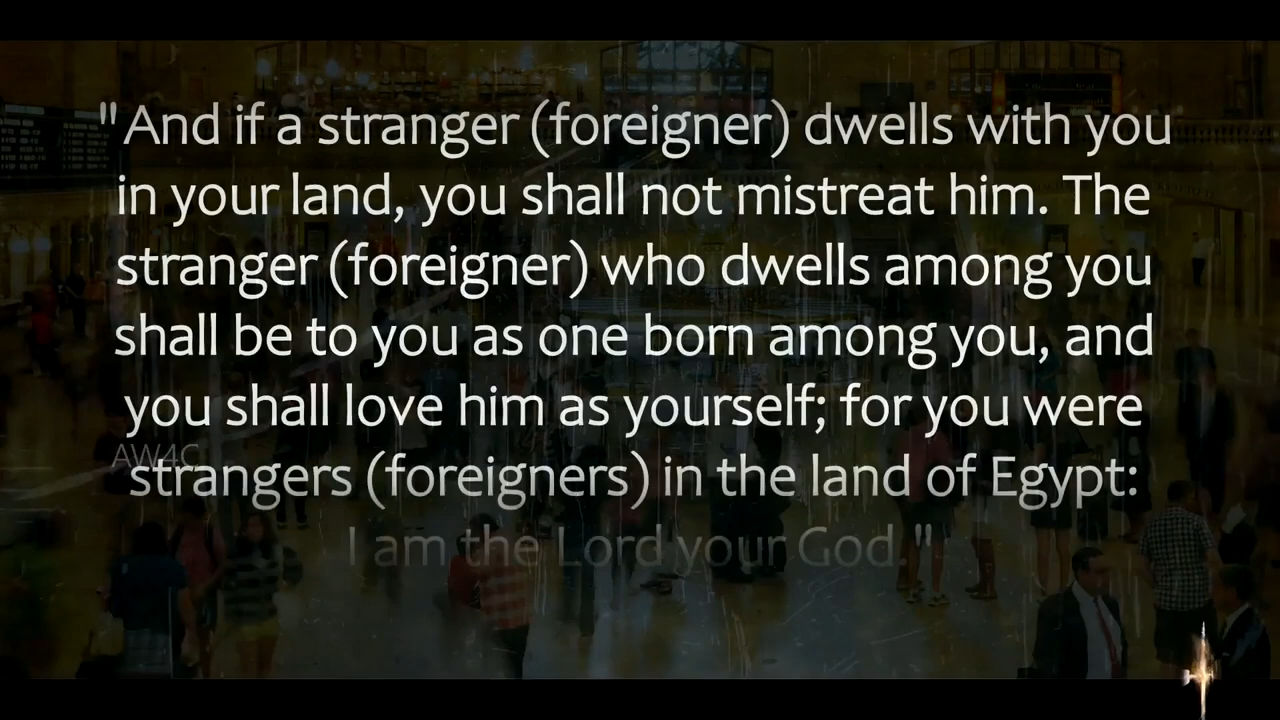 "And if a stranger (foreigner) dwells with you
in your land, you shall not mistreat him. The
stranger (foreigner) who dwells among you
shall be to you as one born among you, and
you shall love him as yourself; for you were
AW4C
strangers (foreigners) in the land of Egypt:
I am the Lord your God."